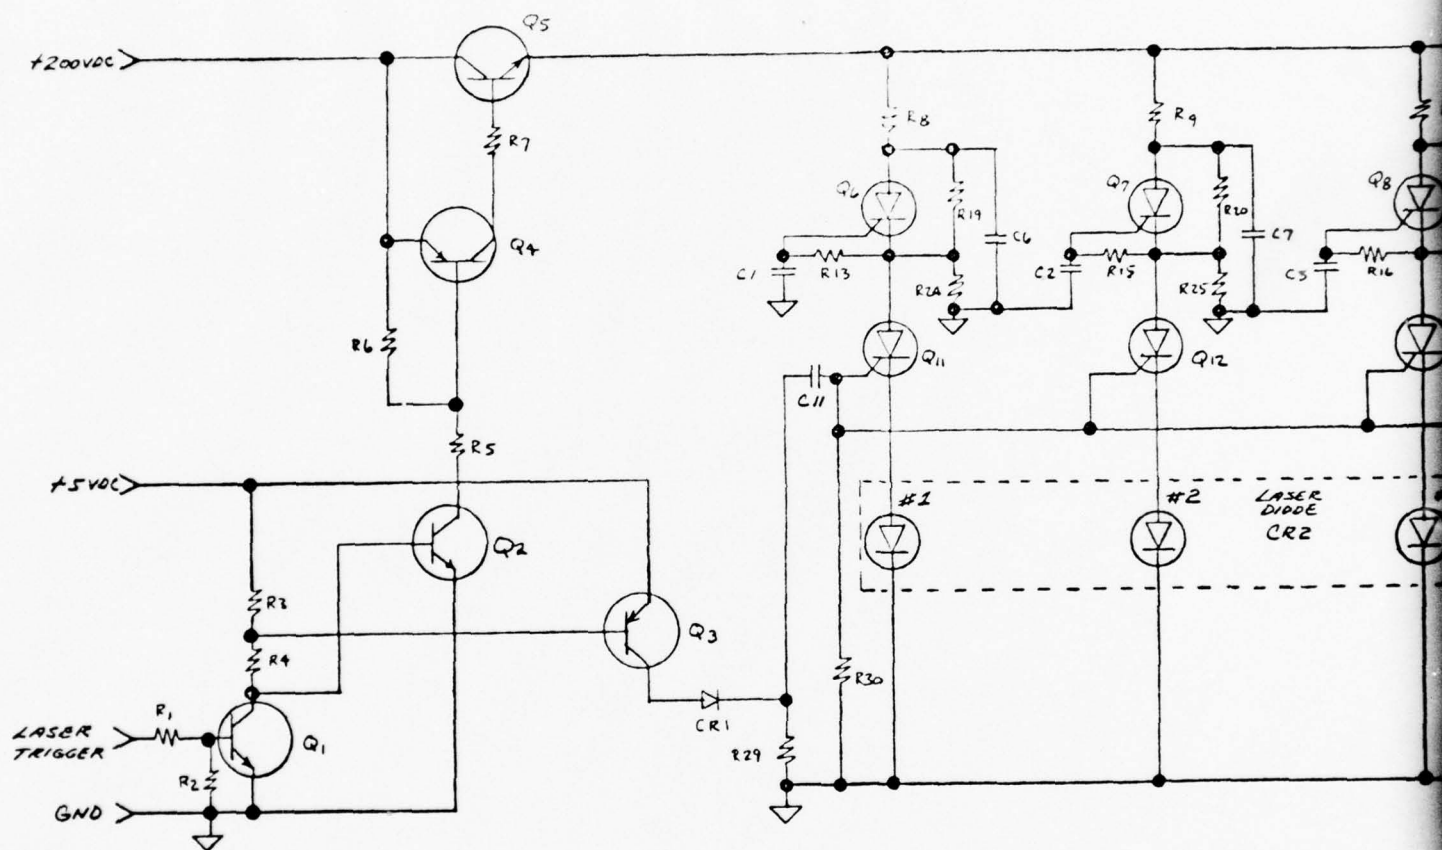 Q5
+200VDC
R7
R8
R9
Q6
Q7
Q8
Q4
R19
R20
C6
C7
C1
R13
C2
R15
C3
R16
R24
R25
R6
Q11
Q12
C11
R5
+5VDC
#1
#2
LASER
DIODE
CR2
Q2
R3
Q3
R4
R30
R1
CR1
LASER
TRIGGER
Q1
R29
R2
GND